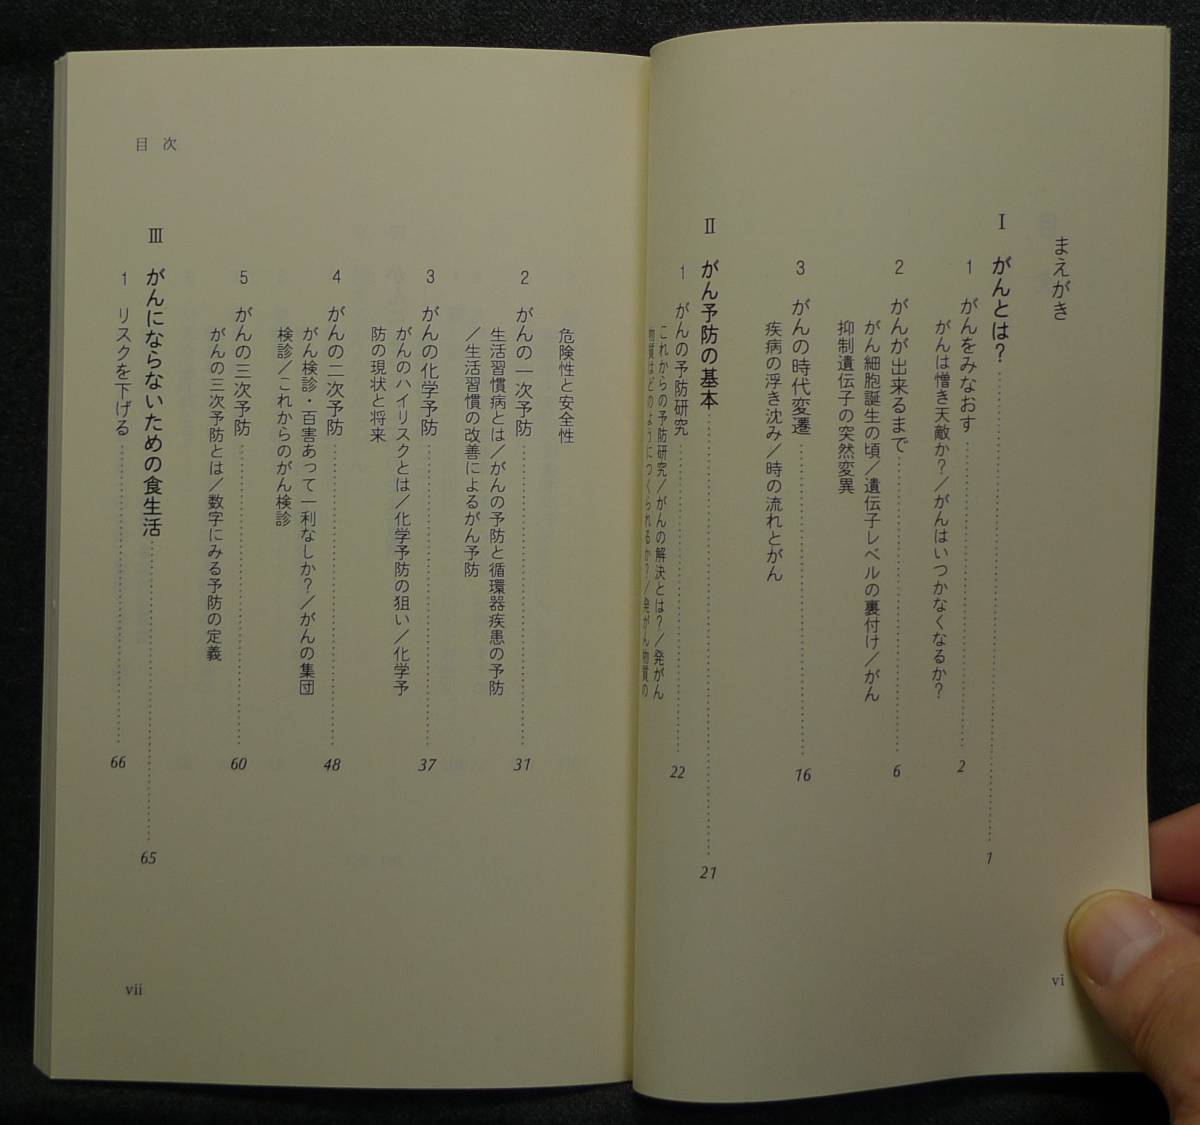 まえがき
Ⅰ がんとは？ 1
1 がんをみなおす 2
がんは憎き天敵か？／がんはいつかなくなるか？
2 がんが出来るまで 6
がん細胞誕生の頃／遺伝子レベルの裏付け／がん
抑制遺伝子の突然変異
3 がんの時代変遷 16
疾病の浮き沈み／時の流れとがん
Ⅱ がん予防の基本 21
1 がんの予防研究 22
これからの予防研究／がんの解決とは？／発がん
物質はどのようにつくられるか？／発がん物質の
vi
目次
危険性と安全性
2 がんの一次予防 31
生活習慣病とは／がんの予防と循環器疾患の予防
／生活習慣の改善によるがん予防
3 がんの化学予防 37
がんのハイリスクとは／化学予防の狙い／化学予
防の現状と将来
4 がんの二次予防 48
がん検診・百害あって一利なしか？／がんの集団
検診／これからのがん検診
5 がんの三次予防 60
がんの三次予防とは／数字にみる予防の定義
Ⅲ がんにならないための食生活 65
1 リスクを下げる 66
vii